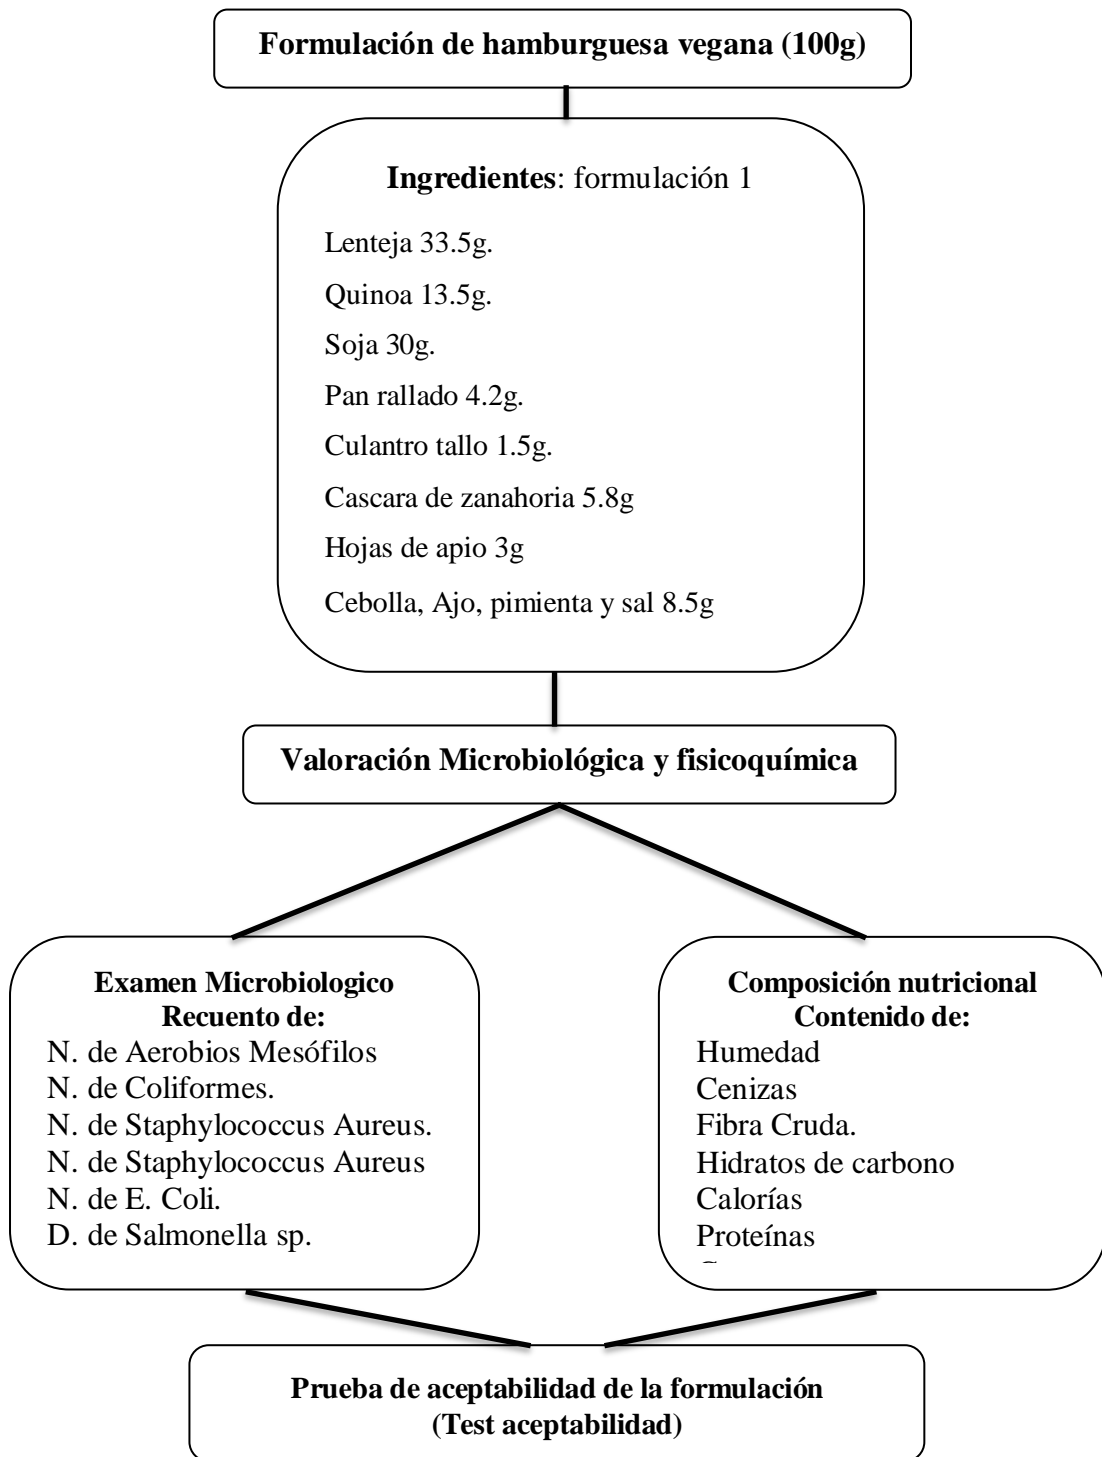 Formulación de hamburguesa vegana (100g)
Ingredientes: formulación 1
Lenteja 33.5g.
Quinoa 13.5g.
Soja 30g.
Pan rallado 4.2g.
Culantro tallo 1.5g.
Cascara de zanahoria 5.8g
Hojas de apio 3g
Cebolla, Ajo, pimienta y sal 8.5g
Valoración Microbiológica y fisicoquímica
Examen Microbiologico
Recuento de:
N. de Aerobios Mesófilos
N. de Coliformes.
N. de Staphylococcus Aureus.
N. de Staphylococcus Aureus
N. de E. Coli.
D. de Salmonella sp.
Composición nutricional
Contenido de:
Humedad
Cenizas
Fibra Cruda.
Hidratos de carbono
Calorías
Proteínas
Prueba de aceptabilidad de la formulación
(Test aceptabilidad)